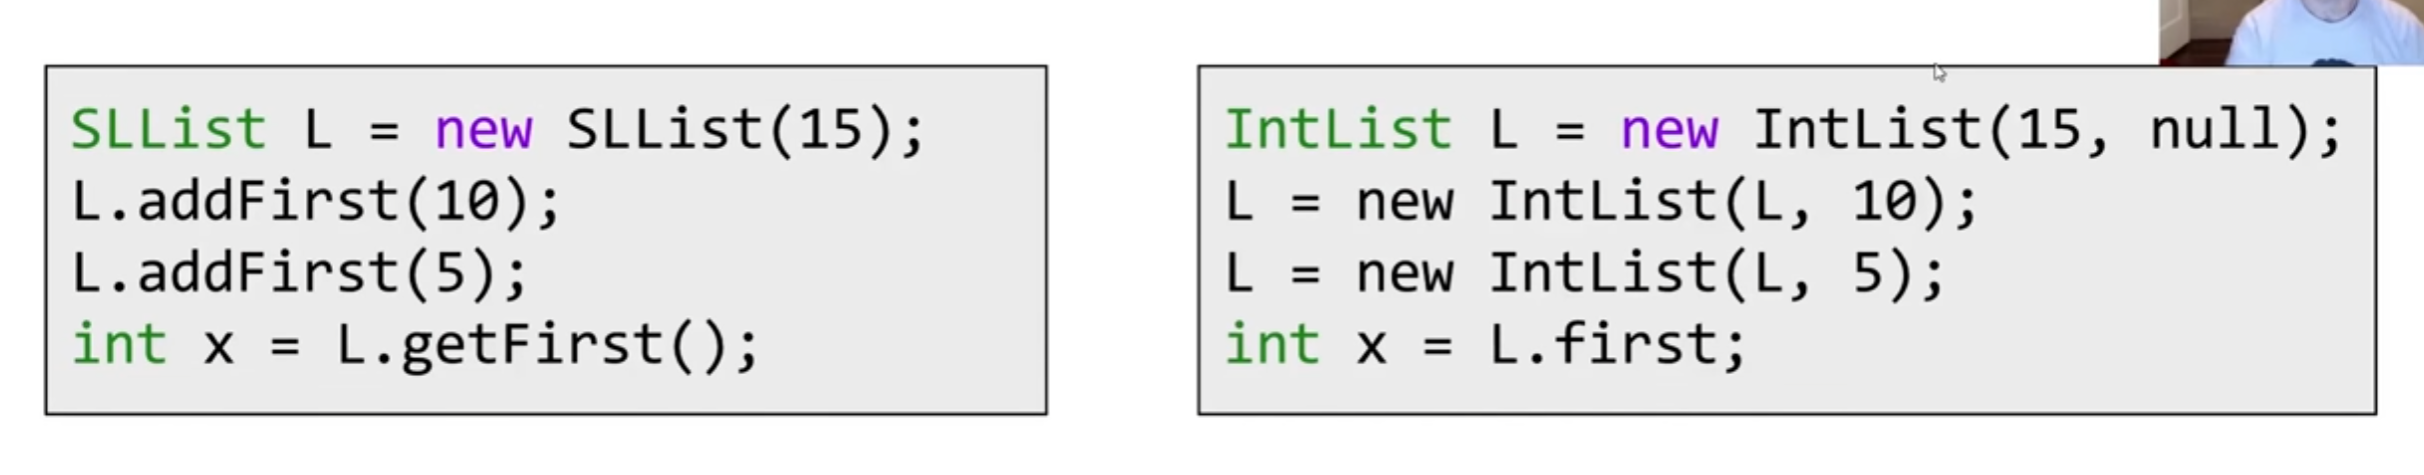 SLList L = new SLList(15);
L.addFirst(10);
L.addFirst(5);
int x = L.getFirst();
IntList L = new IntList(15, null);
L = new IntList(L, 10);
L = new IntList(L, 5);
int x = L.first;